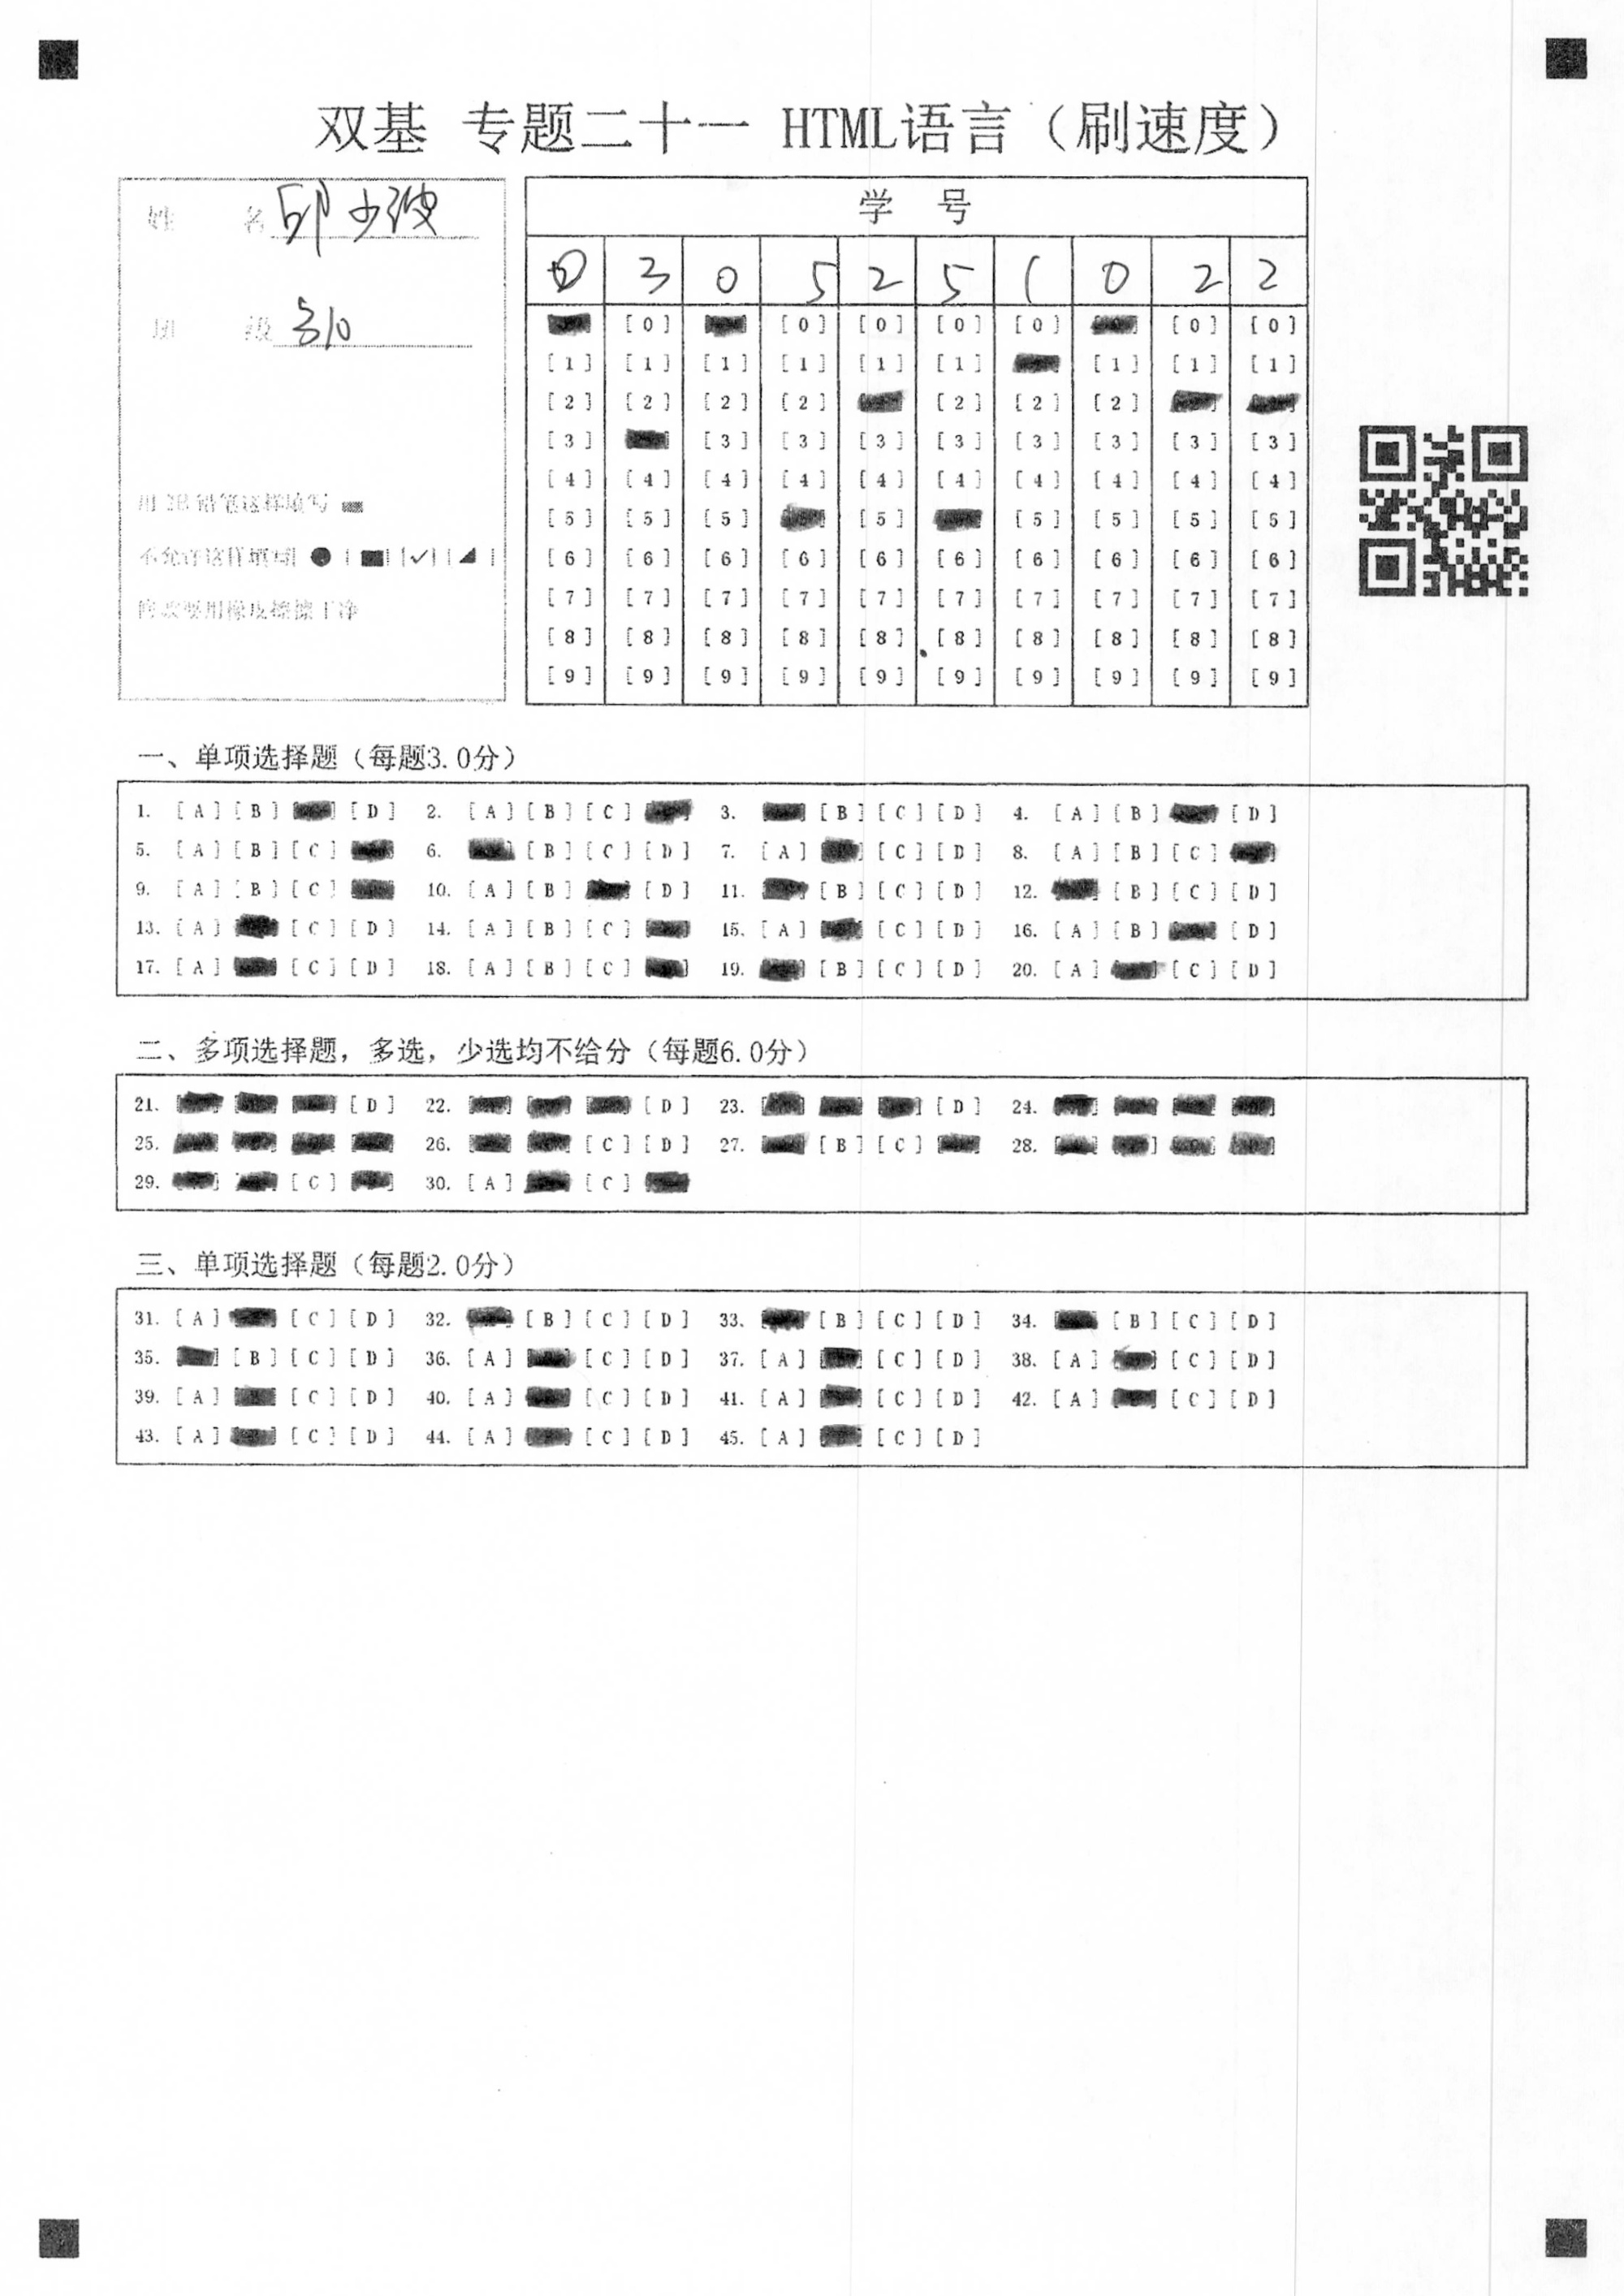 双基 专题二十一 HTML语言（刷速度）
姓 名 邱少波
班 级 高10
用2B铅笔这样填写
不允许这样填写[●][■][✓][◢]
修改要用橡皮擦擦干净
学 号
0 3 0 5 2 5 1 0 2 2
[0] [0] [0] [0] [0] [0] [0]
[1] [1] [1] [1] [1] [1] [1] [1] [1]
[2] [2] [2] [2] [2] [2] [2]
[3] [3] [3] [3] [3] [3] [3] [3] [3]
[4] [4] [4] [4] [4] [4] [4] [4] [4] [4]
[5] [5] [5] [5] [5] [5] [5] [5]
[6] [6] [6] [6] [6] [6] [6] [6] [6] [6]
[7] [7] [7] [7] [7] [7] [7] [7] [7] [7]
[8] [8] [8] [8] [8] [8] [8] [8] [8] [8]
[9] [9] [9] [9] [9] [9] [9] [9] [9] [9]
一、单项选择题（每题3.0分）
1. [A] [B] [D] 2. [A] [B] [C] 3. [B] [C] [D] 4. [A] [B] [D]
5. [A] [B] [C] 6. [B] [C] [D] 7. [A] [C] [D] 8. [A] [B] [C]
9. [A] [B] [C] 10. [A] [B] [D] 11. [B] [C] [D] 12. [B] [C] [D]
13. [A] [C] [D] 14. [A] [B] [C] 15. [A] [C] [D] 16. [A] [B] [D]
17. [A] [C] [D] 18. [A] [B] [C] 19. [B] [C] [D] 20. [A] [C] [D]
二、多项选择题，多选，少选均不给分（每题6.0分）
21. [D] 22. [D] 23. [D] 24.
25. 26. [C] [D] 27. [B] [C] 28.
29. [C] 30. [A] [C]
三、单项选择题（每题2.0分）
31. [A] [C] [D] 32. [B] [C] [D] 33. [B] [C] [D] 34. [B] [C] [D]
35. [B] [C] [D] 36. [A] [C] [D] 37. [A] [C] [D] 38. [A] [C] [D]
39. [A] [C] [D] 40. [A] [C] [D] 41. [A] [C] [D] 42. [A] [C] [D]
43. [A] [C] [D] 44. [A] [C] [D] 45. [A] [C] [D]